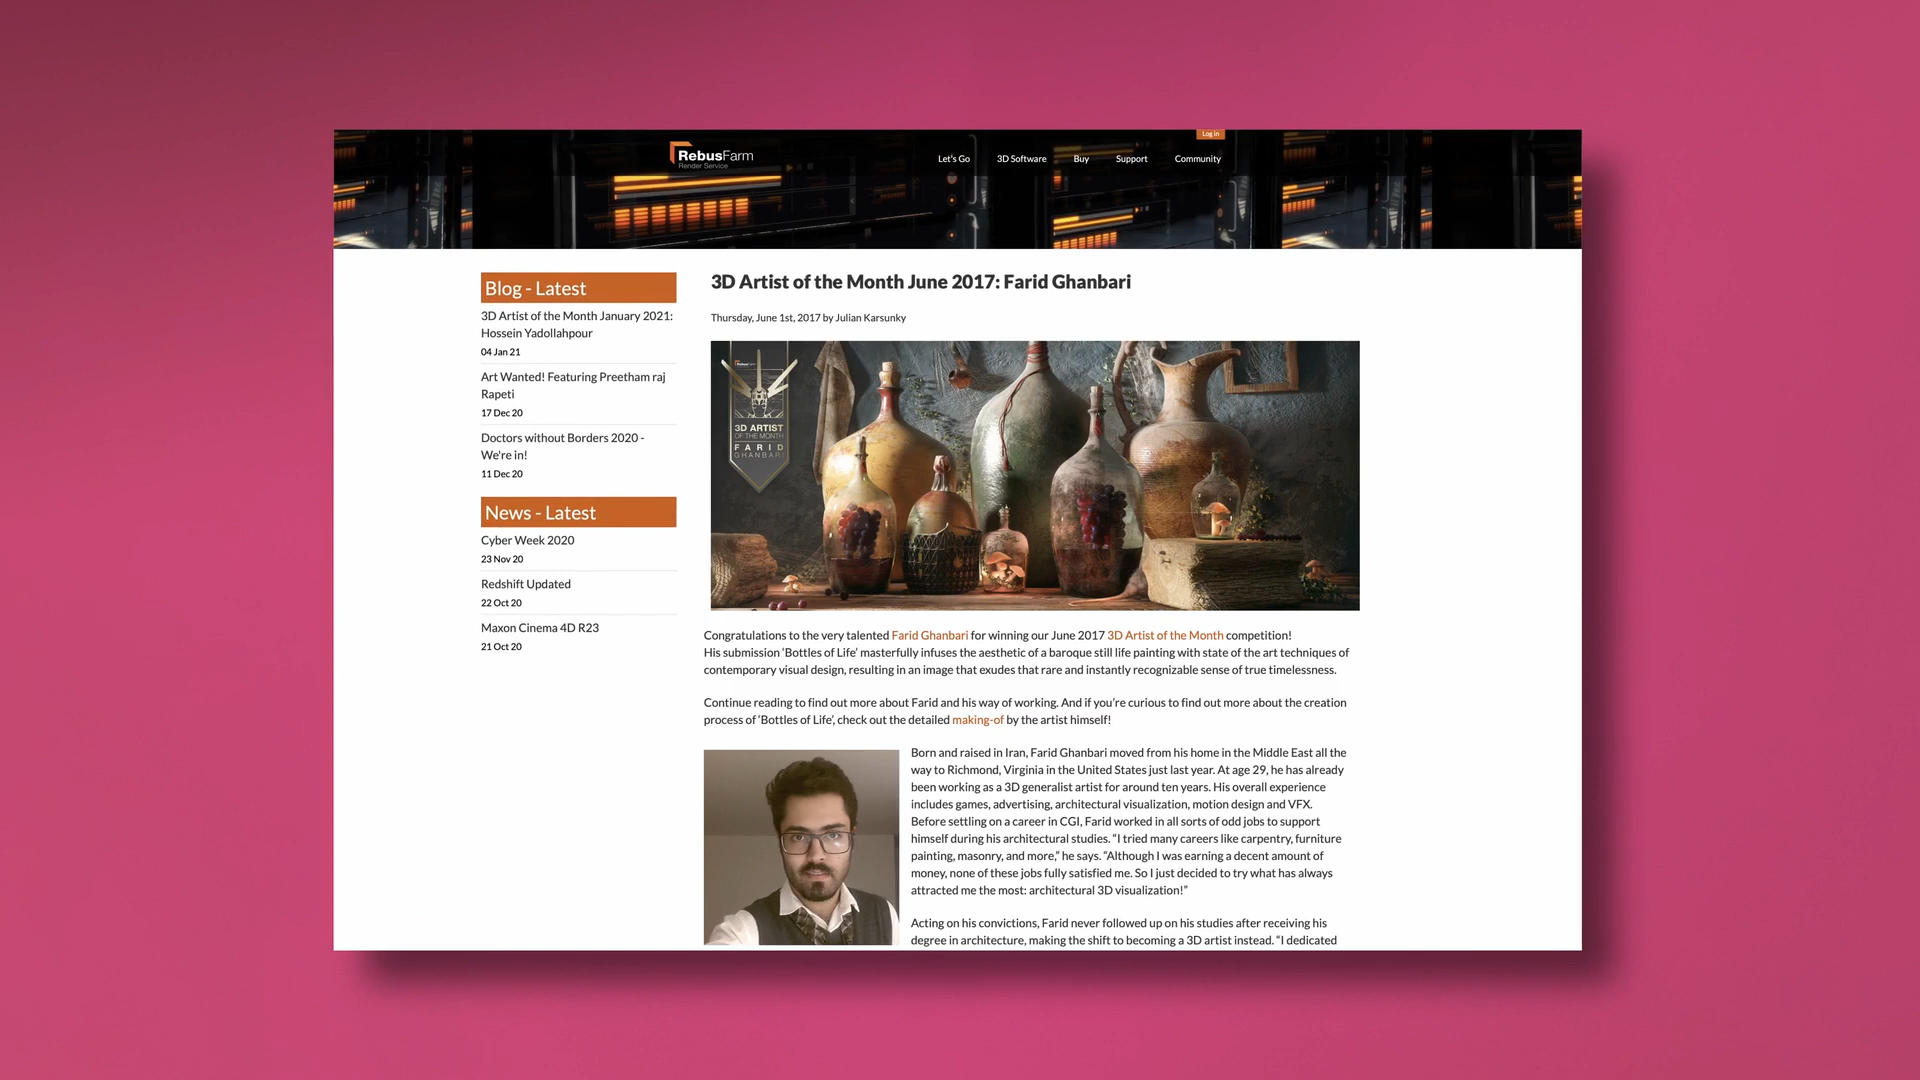 Log in
RebusFarm
Render Service
Let's Go
3D Software
Buy
Support
Community
Blog - Latest
3D Artist of the Month January 2021:
Hossein Yadollahpour
04 Jan 21
Art Wanted! Featuring Preetham raj
Rapeti
17 Dec 20
Doctors without Borders 2020 -
We're in!
11 Dec 20
News - Latest
Cyber Week 2020
23 Nov 20
Redshift Updated
22 Oct 20
Maxon Cinema 4D R23
21 Oct 20
3D Artist of the Month June 2017: Farid Ghanbari
Thursday, June 1st, 2017 by Julian Karsunky
RebusFarm
3D ARTIST
OF THE MONTH
FARID
GHANBARI
Congratulations to the very talented Farid Ghanbari for winning our June 2017 3D Artist of the Month competition!
His submission ‘Bottles of Life’ masterfully infuses the aesthetic of a baroque still life painting with state of the art techniques of
contemporary visual design, resulting in an image that exudes that rare and instantly recognizable sense of true timelessness.
Continue reading to find out more about Farid and his way of working. And if you’re curious to find out more about the creation
process of ‘Bottles of Life’, check out the detailed making-of by the artist himself!
Born and raised in Iran, Farid Ghanbari moved from his home in the Middle East all the
way to Richmond, Virginia in the United States just last year. At age 29, he has already
been working as a 3D generalist artist for around ten years. His overall experience
includes games, advertising, architectural visualization, motion design and VFX.
Before settling on a career in CGI, Farid worked in all sorts of odd jobs to support
himself during his architectural studies. “I tried many careers like carpentry, furniture
painting, masonry, and more,” he says. “Although I was earning a decent amount of
money, none of these jobs fully satisfied me. So I just decided to try what has always
attracted me the most: architectural 3D visualization!”
Acting on his convictions, Farid never followed up on his studies after receiving his
degree in architecture, making the shift to becoming a 3D artist instead. “I dedicated